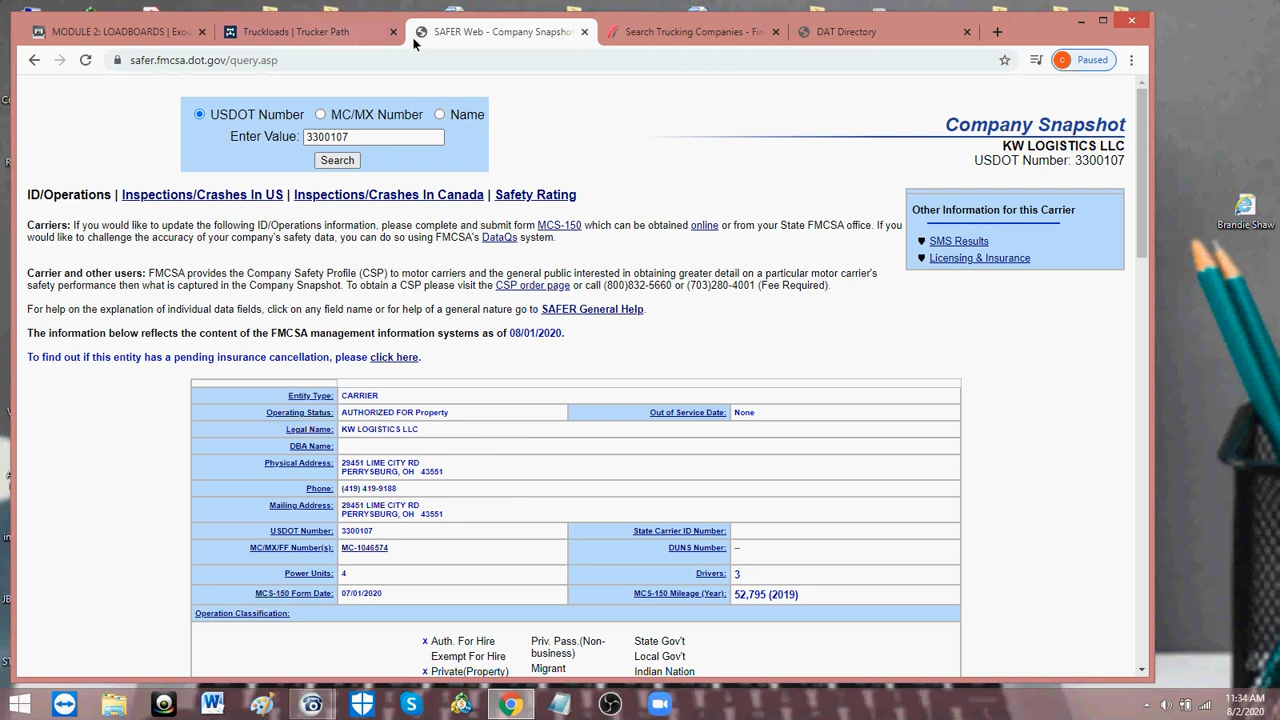 MODULE 2: LOADBOARDS | Exod
Truckloads | Trucker Path
SAFER Web - Company Snapshot
Search Trucking Companies - Fin
DAT Directory
safer.fmcsa.dot.gov/query.asp
Paused
USDOT Number MC/MX Number Name
Enter Value: 3300107
Search
Company Snapshot
KW LOGISTICS LLC
USDOT Number: 3300107
ID/Operations | Inspections/Crashes In US | Inspections/Crashes In Canada | Safety Rating
Carriers: If you would like to update the following ID/Operations information, please complete and submit form MCS-150 which can be obtained online or from your State FMCSA office. If you
would like to challenge the accuracy of your company's safety data, you can do so using FMCSA's DataQs system.
Other Information for this Carrier
SMS Results
Licensing & Insurance
Carrier and other users: FMCSA provides the Company Safety Profile (CSP) to motor carriers and the general public interested in obtaining greater detail on a particular motor carrier's
safety performance then what is captured in the Company Snapshot. To obtain a CSP please visit the CSP order page or call (800)832-5660 or (703)280-4001 (Fee Required).
For help on the explanation of individual data fields, click on any field name or for help of a general nature go to SAFER General Help.
The information below reflects the content of the FMCSA management information systems as of 08/01/2020.
To find out if this entity has a pending insurance cancellation, please click here.
Entity Type: CARRIER
Operating Status: AUTHORIZED FOR Property Out of Service Date: None
Legal Name: KW LOGISTICS LLC
DBA Name:
Physical Address: 29451 LIME CITY RD
PERRYSBURG, OH 43551
Phone: (419) 419-9188
Mailing Address: 29451 LIME CITY RD
PERRYSBURG, OH 43551
USDOT Number: 3300107 State Carrier ID Number:
MC/MX/FF Number(s): MC-1046574 DUNS Number: --
Power Units: 4 Drivers: 3
MCS-150 Form Date: 07/01/2020 MCS-150 Mileage (Year): 52,795 (2019)
Operation Classification:
x Auth. For Hire Priv. Pass.(Non-
business) State Gov't
Exempt For Hire Local Gov't
x Private(Property) Migrant Indian Nation
Brandie Shaw
11:34 AM
8/2/2020